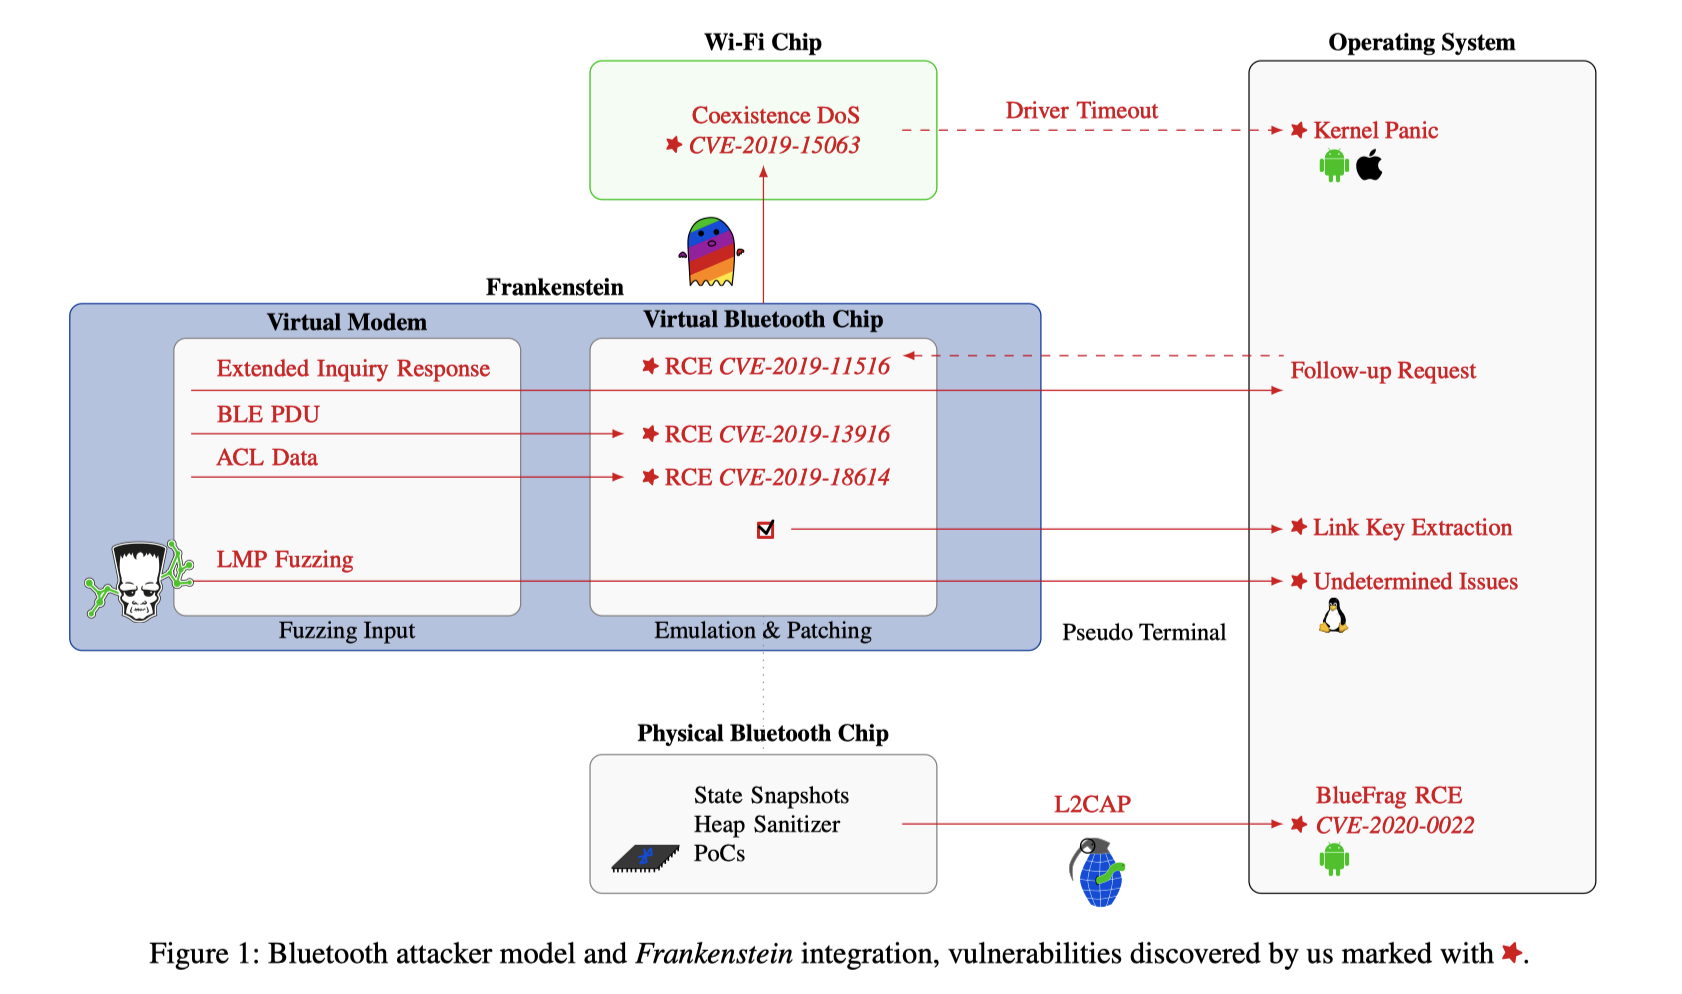 Wi-Fi Chip
Operating System
Coexistence DoS
CVE-2019-15063
Driver Timeout
Kernel Panic
Frankenstein
Virtual Modem
Virtual Bluetooth Chip
Extended Inquiry Response
RCE CVE-2019-11516
Follow-up Request
BLE PDU
RCE CVE-2019-13916
ACL Data
RCE CVE-2019-18614
Link Key Extraction
LMP Fuzzing
Undetermined Issues
Fuzzing Input
Emulation & Patching
Pseudo Terminal
Physical Bluetooth Chip
State Snapshots
Heap Sanitizer
PoCs
L2CAP
BlueFrag RCE
CVE-2020-0022
Figure 1: Bluetooth attacker model and Frankenstein integration, vulnerabilities discovered by us marked with ★.